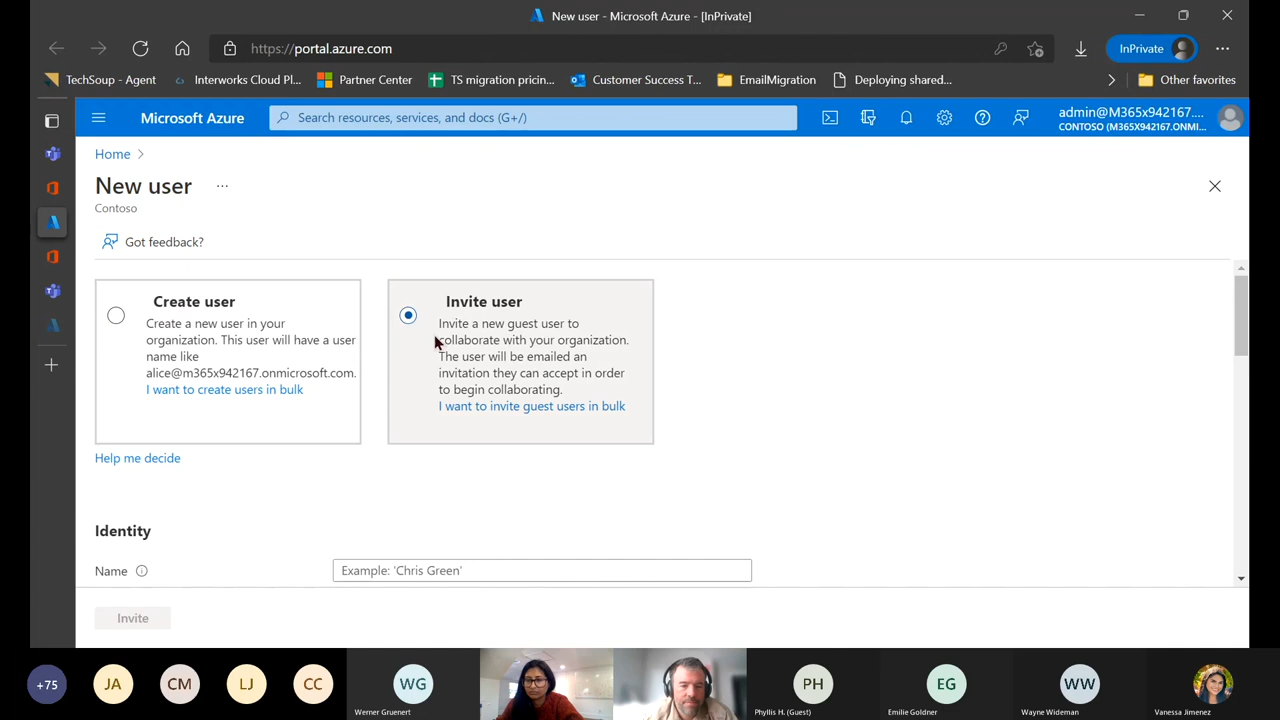 New user - Microsoft Azure - [InPrivate]
https://portal.azure.com
InPrivate
TechSoup - Agent
Interworks Cloud Pl...
Partner Center
TS migration pricin...
Customer Success T...
EmailMigration
Deploying shared...
Other favorites
Microsoft Azure
Search resources, services, and docs (G+/)
admin@M365x942167....
CONTOSO (M365X942167.ONMI...
Home
New user
...
Contoso
Got feedback?
Create user
Create a new user in your
organization. This user will have a user
name like
alice@m365x942167.onmicrosoft.com.
I want to create users in bulk
Invite user
Invite a new guest user to
collaborate with your organization.
The user will be emailed an
invitation they can accept in order
to begin collaborating.
I want to invite guest users in bulk
Help me decide
Identity
Name
Example: 'Chris Green'
Invite
+75
JA
CM
LJ
CC
WG
Werner Gruenert
PH
Phyllis H. (Guest)
EG
Emilie Goldner
WW
Wayne Wideman
Vanessa Jimenez